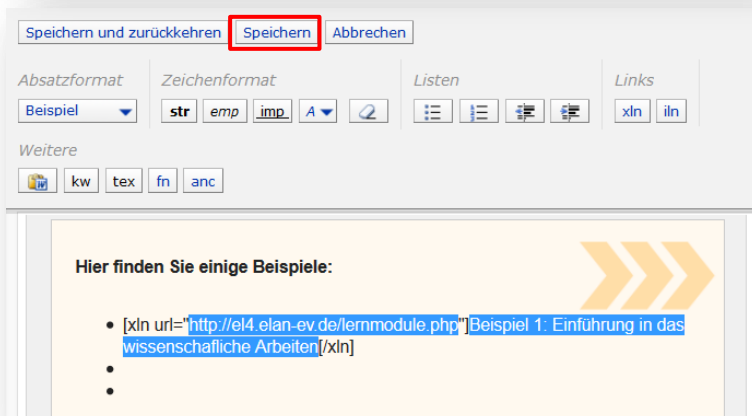 Speichern und zurückkehren Speichern Abbrechen
Absatzformat Zeichenformat Listen Links
Beispiel str emp imp A xln iln
Weitere
kw tex fn anc
Hier finden Sie einige Beispiele:
[xln url="http://el4.elan-ev.de/lernmodule.php"]Beispiel 1: Einführung in das
wissenschafliche Arbeiten[/xln]